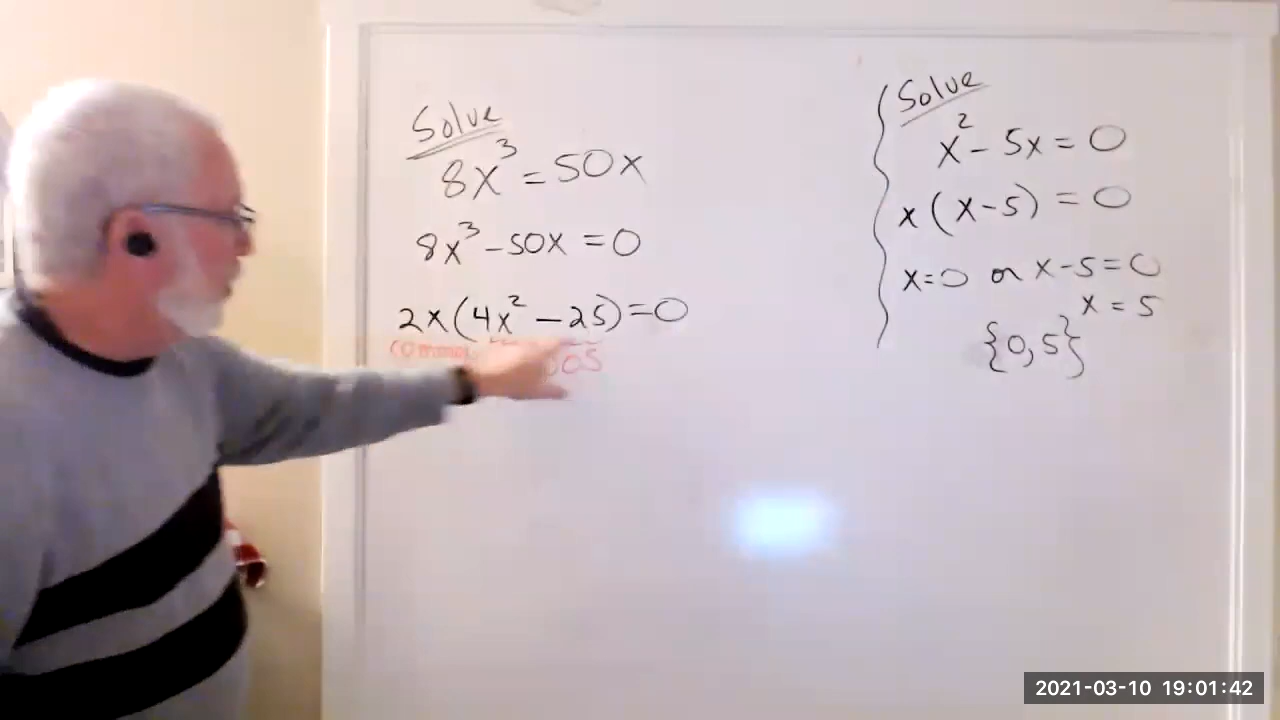 Solve
8x³ = 50x
8x³ - 50x = 0
2x(4x² - 25) = 0
Solve
x² - 5x = 0
x(x-5) = 0
x=0 or x-5=0
x = 5
{0,5}
2021-03-10 19:01:42